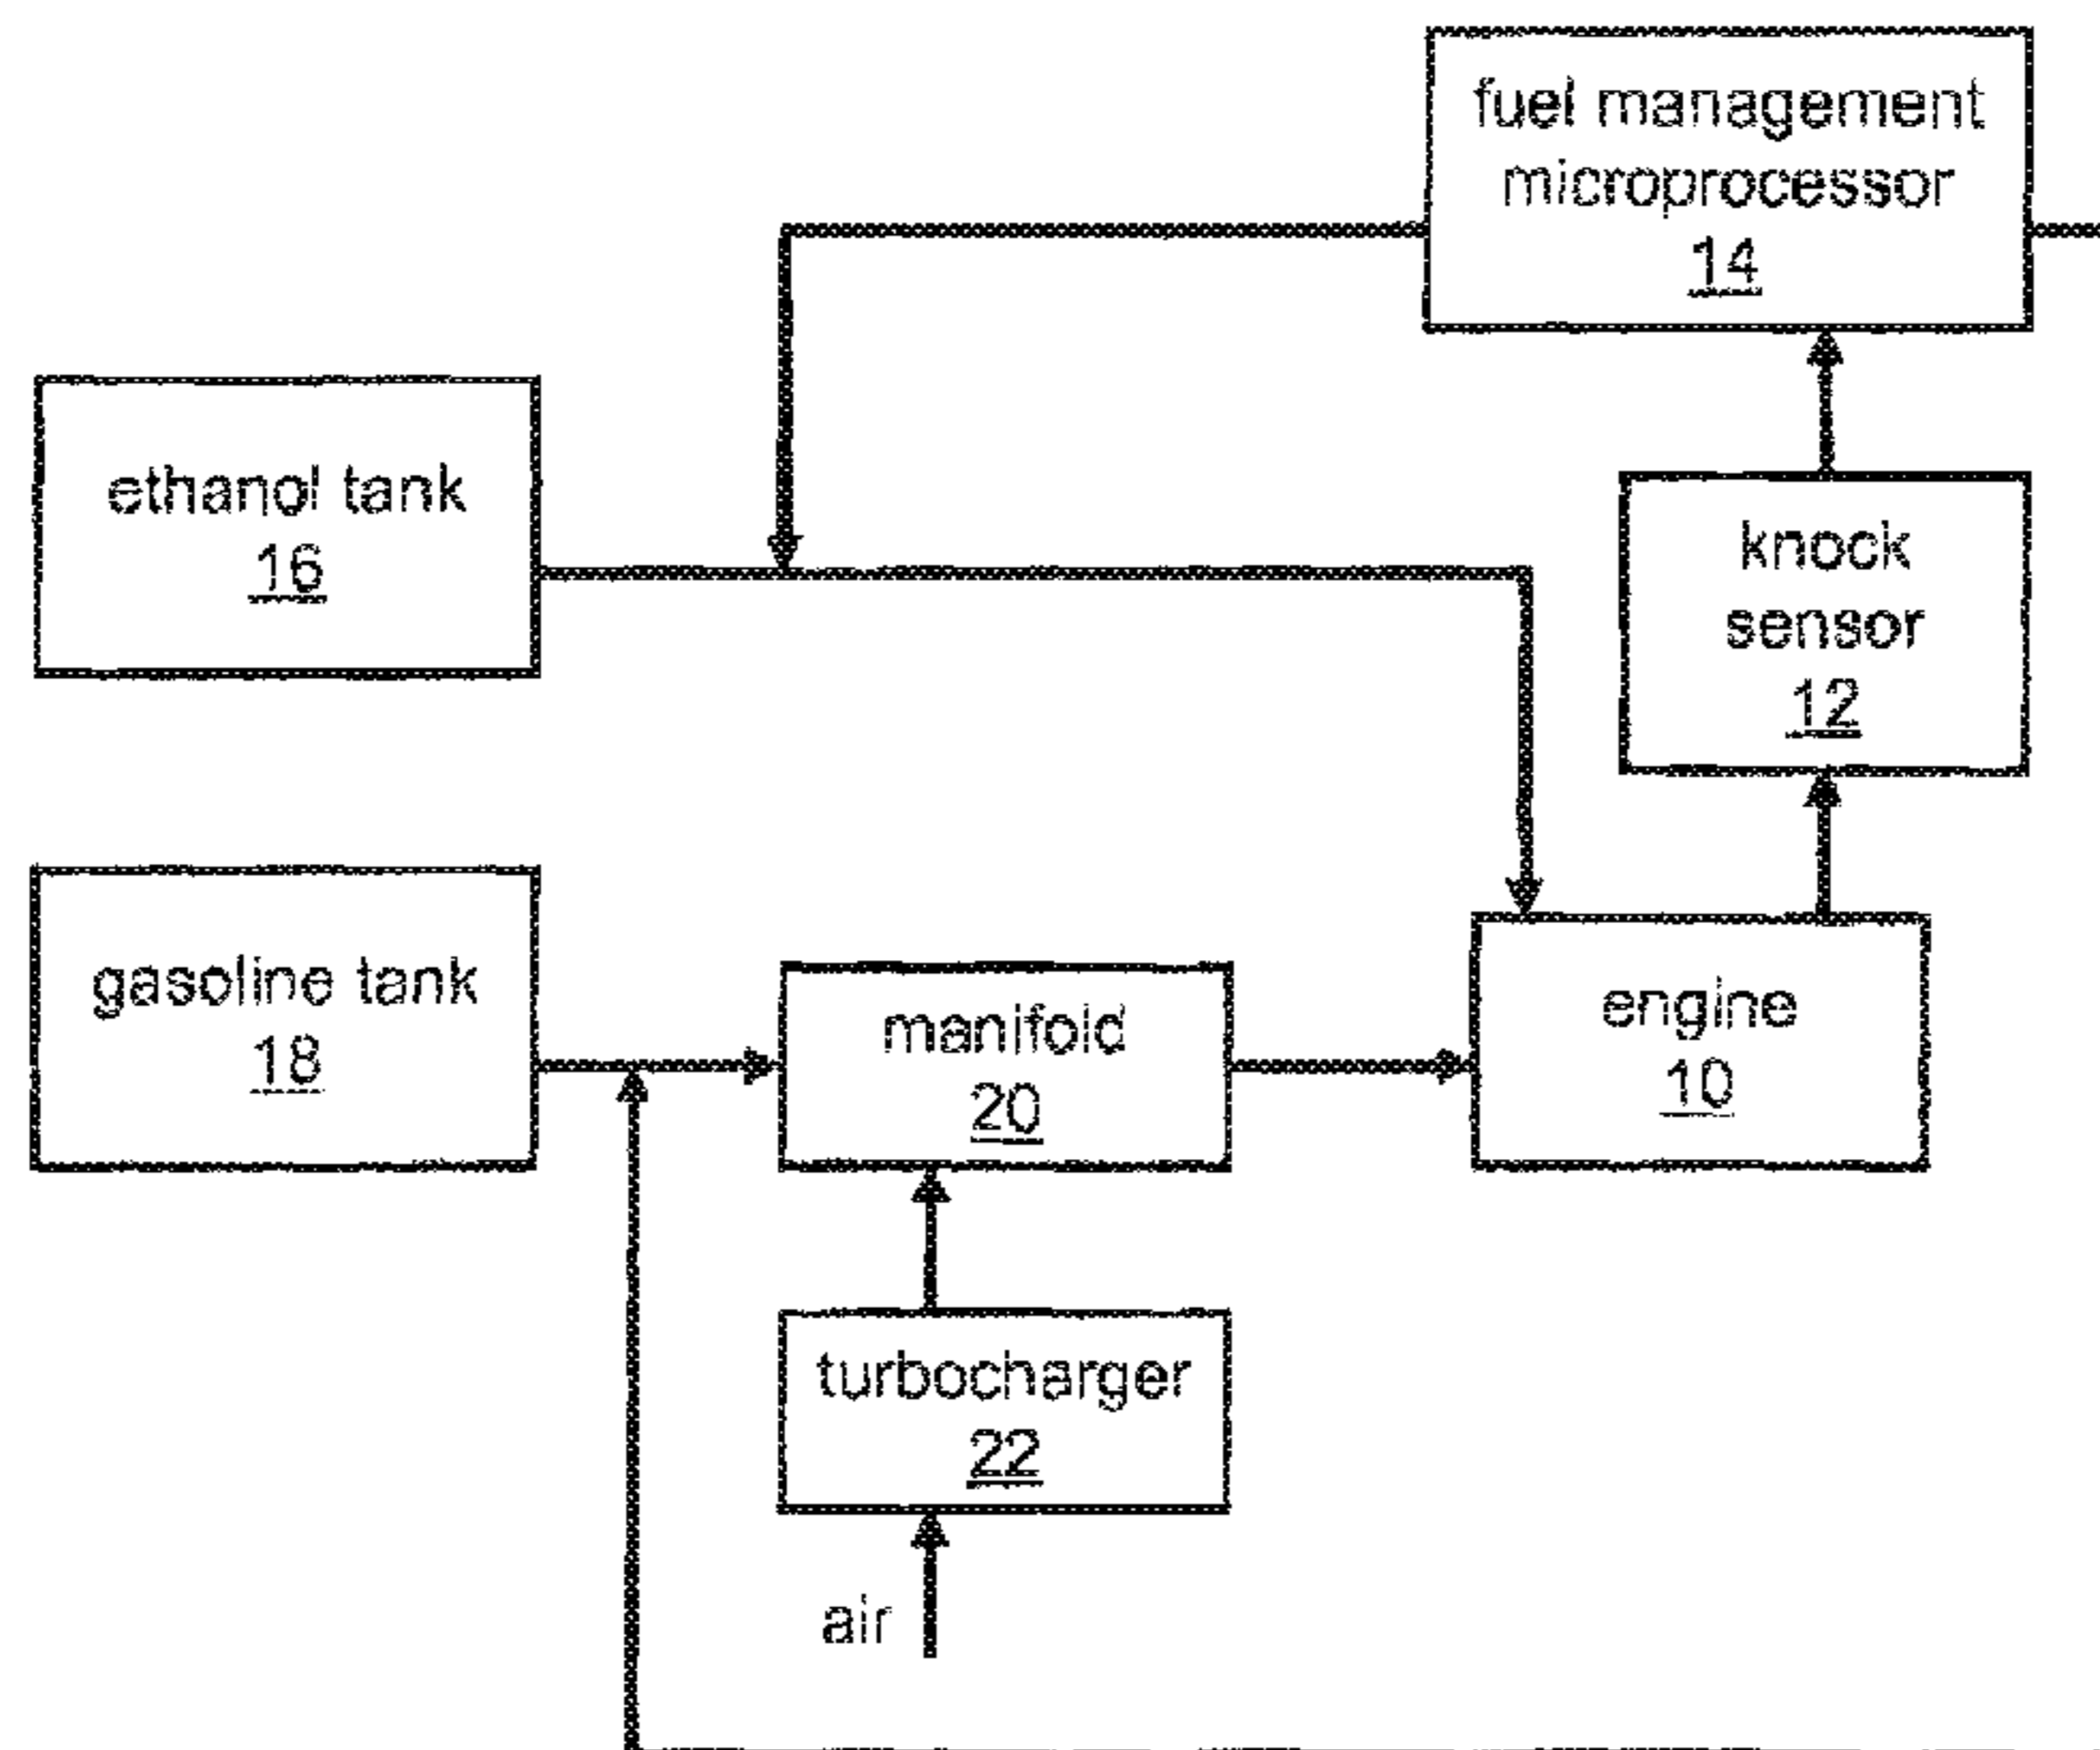 fuel management
microprocessor
14
ethanol tank
16
knock
sensor
12
gasoline tank
18
manifold
20
engine
10
turbocharger
22
air